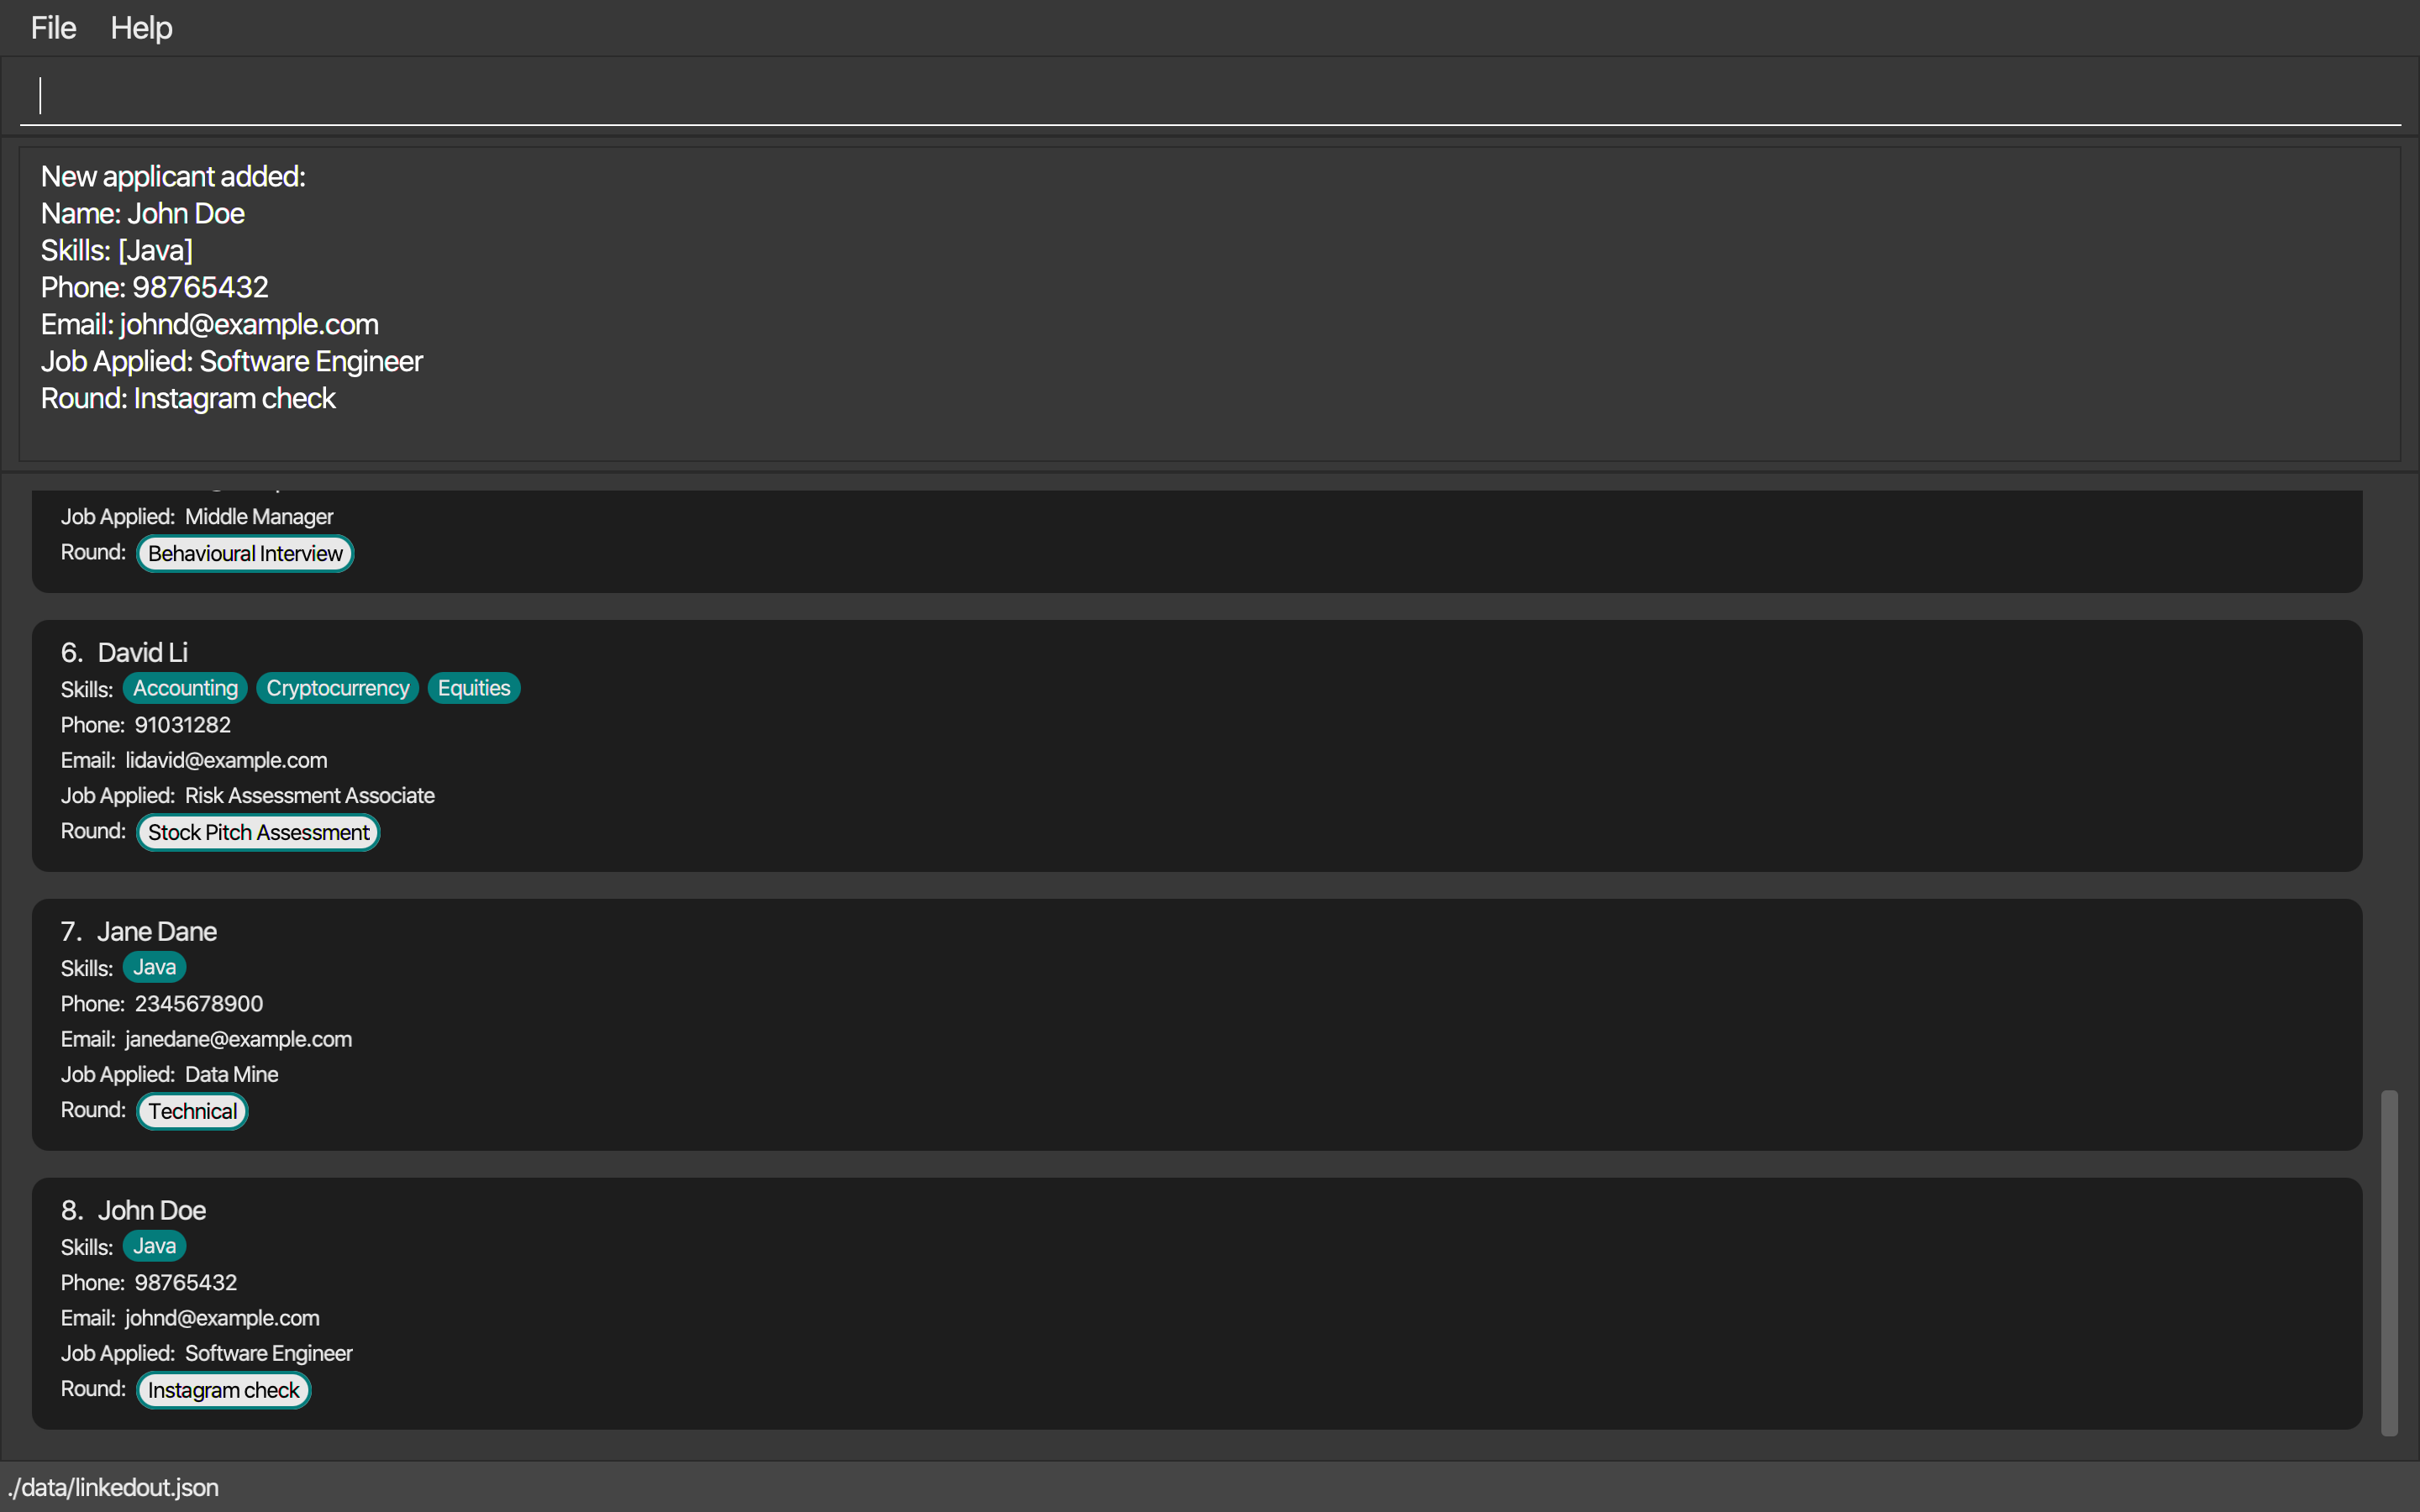 File Help
New applicant added:
Name: John Doe
Skills: [Java]
Phone: 98765432
Email: johnd@example.com
Job Applied: Software Engineer
Round: Instagram check
Job Applied: Middle Manager
Round: Behavioural Interview
6. David Li
Skills: Accounting Cryptocurrency Equities
Phone: 91031282
Email: lidavid@example.com
Job Applied: Risk Assessment Associate
Round: Stock Pitch Assessment
7. Jane Dane
Skills: Java
Phone: 2345678900
Email: janedane@example.com
Job Applied: Data Mine
Round: Technical
8. John Doe
Skills: Java
Phone: 98765432
Email: johnd@example.com
Job Applied: Software Engineer
Round: Instagram check
./data/linkedout.json